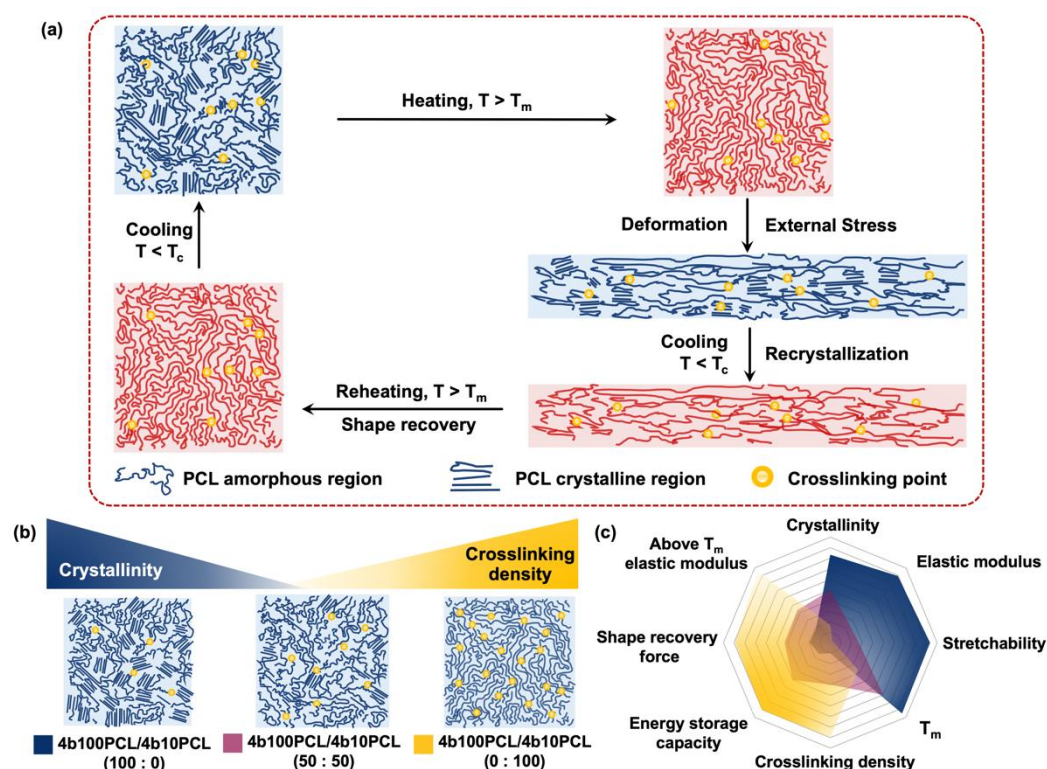 (a)
Heating, T > Tm
Cooling
T < Tc
Deformation
External Stress
Cooling
T < Tc
Recrystallization
Reheating, T > Tm
Shape recovery
PCL amorphous region
PCL crystalline region
Crosslinking point
(b)
Crystallinity
Crosslinking
density
4b100PCL/4b10PCL
(100 : 0)
4b100PCL/4b10PCL
(50 : 50)
4b100PCL/4b10PCL
(0 : 100)
(c)
Crystallinity
Above Tm
elastic modulus
Elastic modulus
Shape recovery
force
Stretchability
Energy storage
capacity
Tm
Crosslinking density